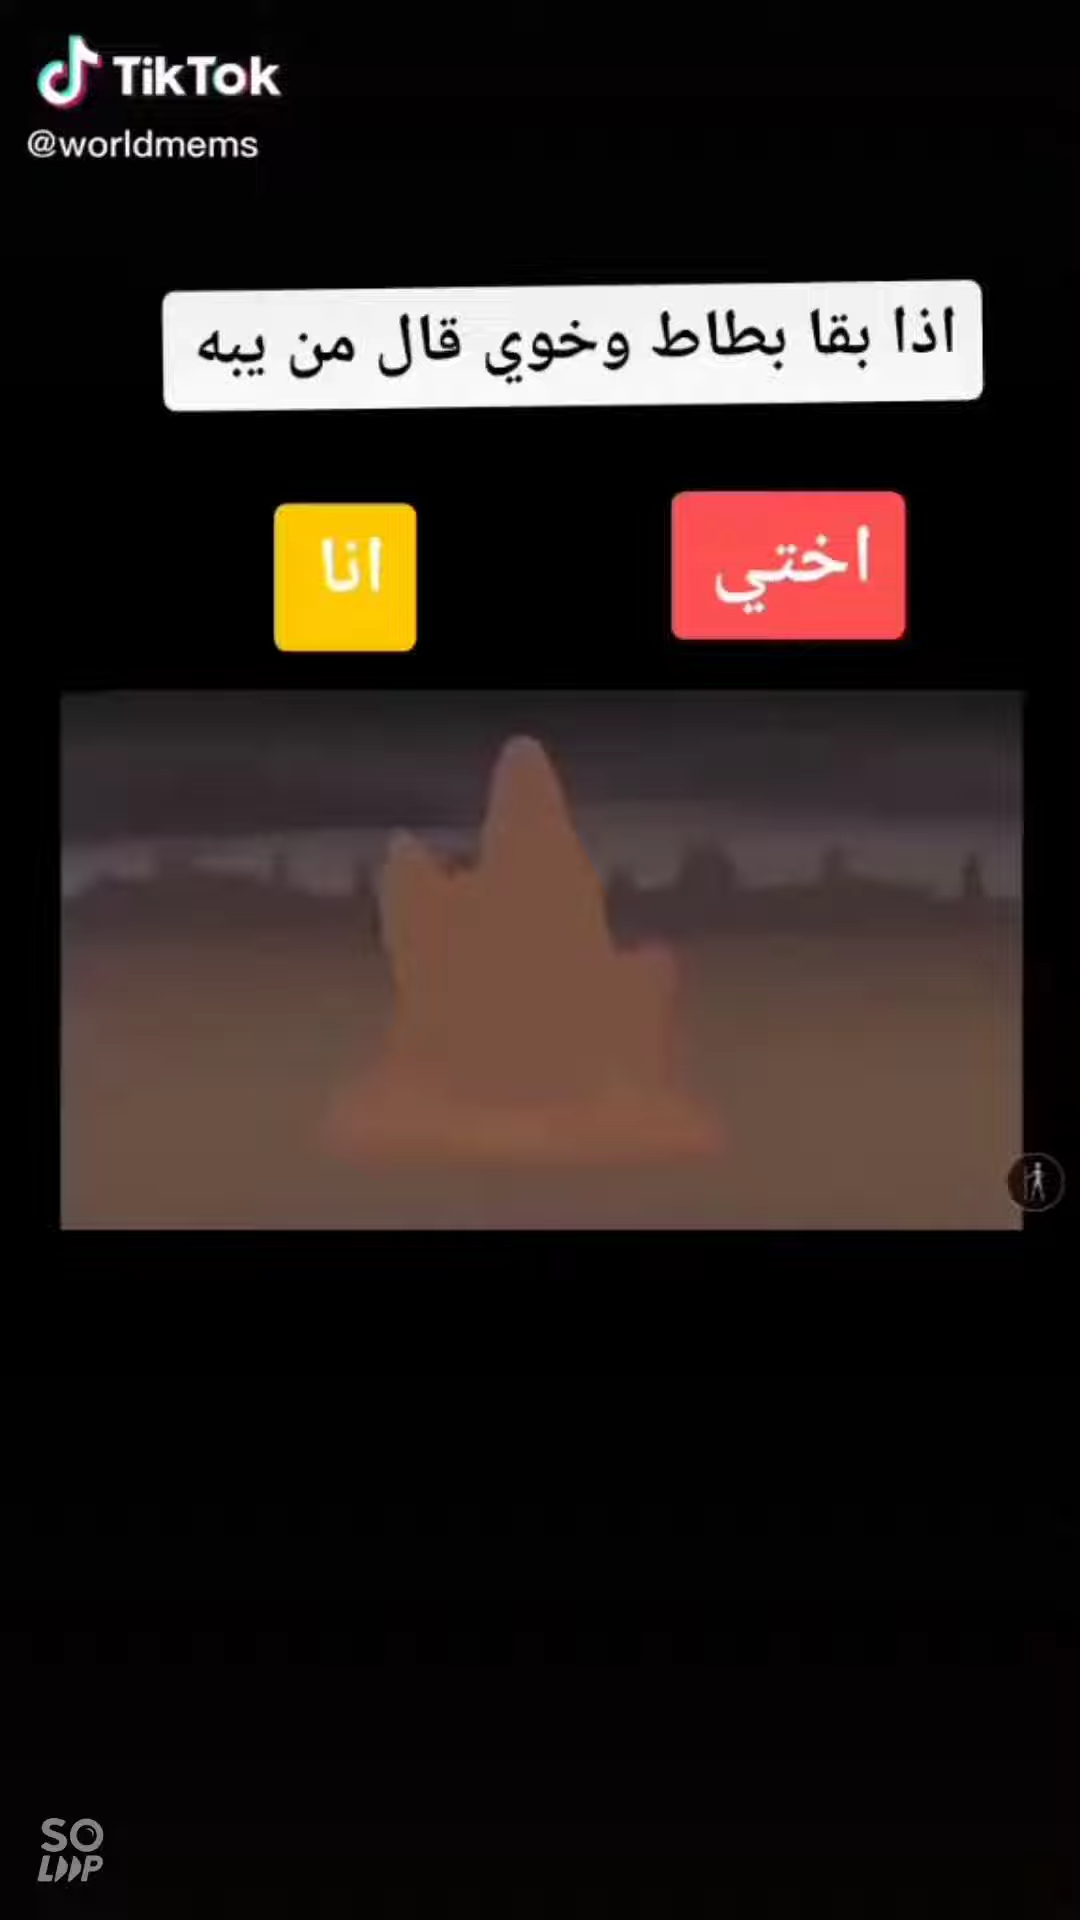 TikTok
@worldmems
اذا بقا بطاط وخوي قال من يبه
اختي
انا
SO
LOOP